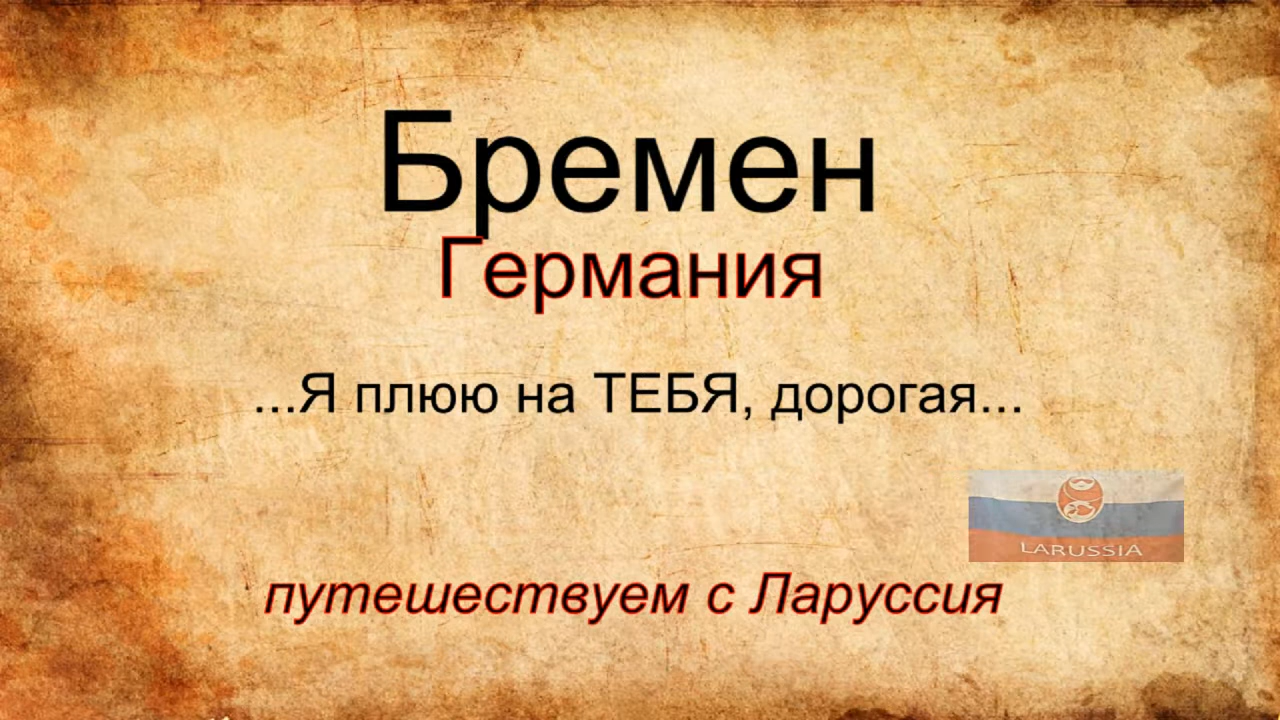 Бремен
Германия
...Я плюю на ТЕБЯ, дорогая...
LARUSSIA
путешествуем с Ларуссия